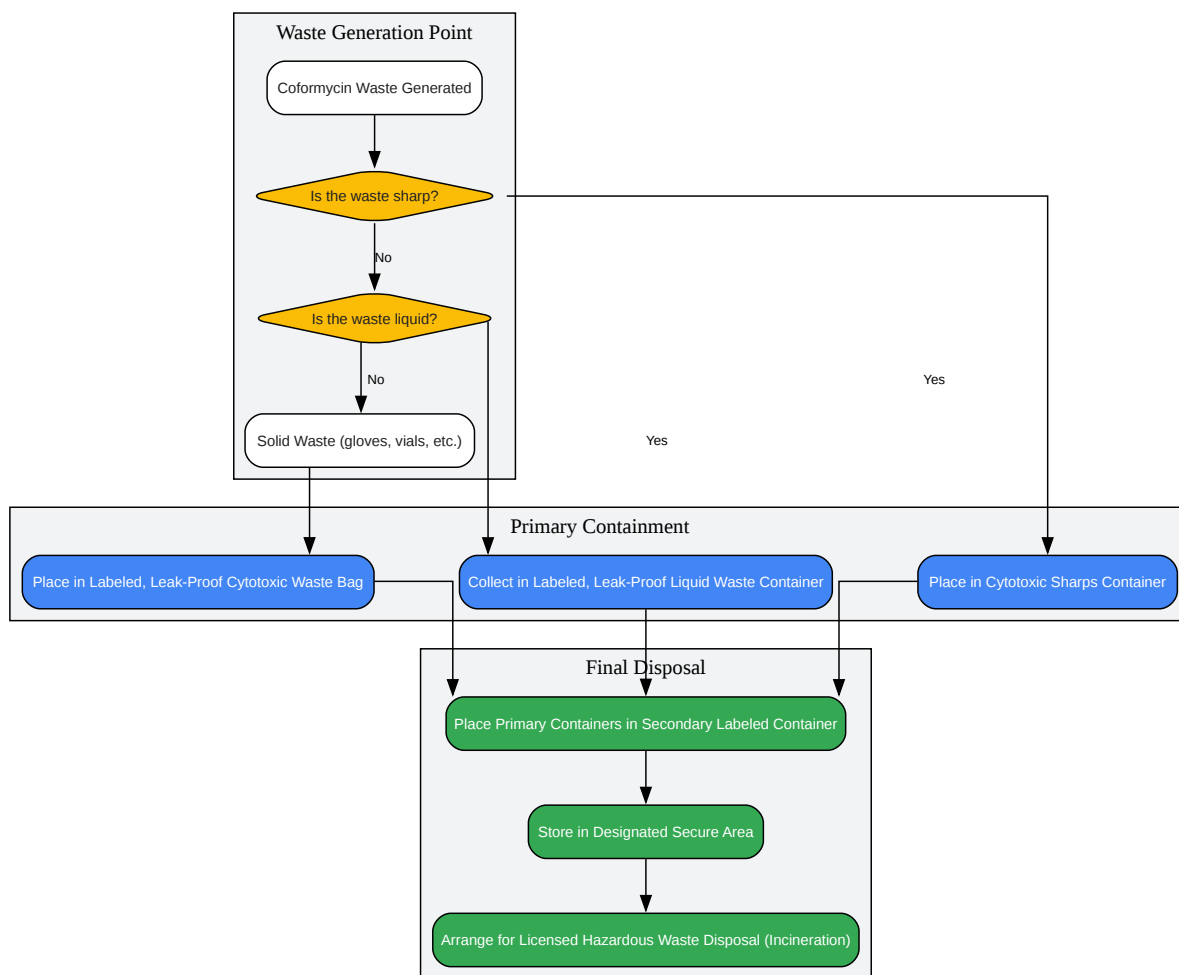 Waste Generation Point
Coformycin Waste Generated
Is the waste sharp?
No
Is the waste liquid?
No
Yes
Solid Waste (gloves, vials, etc.)
Yes
Primary Containment
Place in Labeled, Leak-Proof Cytotoxic Waste Bag
Collect in Labeled, Leak-Proof Liquid Waste Container
Place in Cytotoxic Sharps Container
Final Disposal
Place Primary Containers in Secondary Labeled Container
Store in Designated Secure Area
Arrange for Licensed Hazardous Waste Disposal (Incineration)